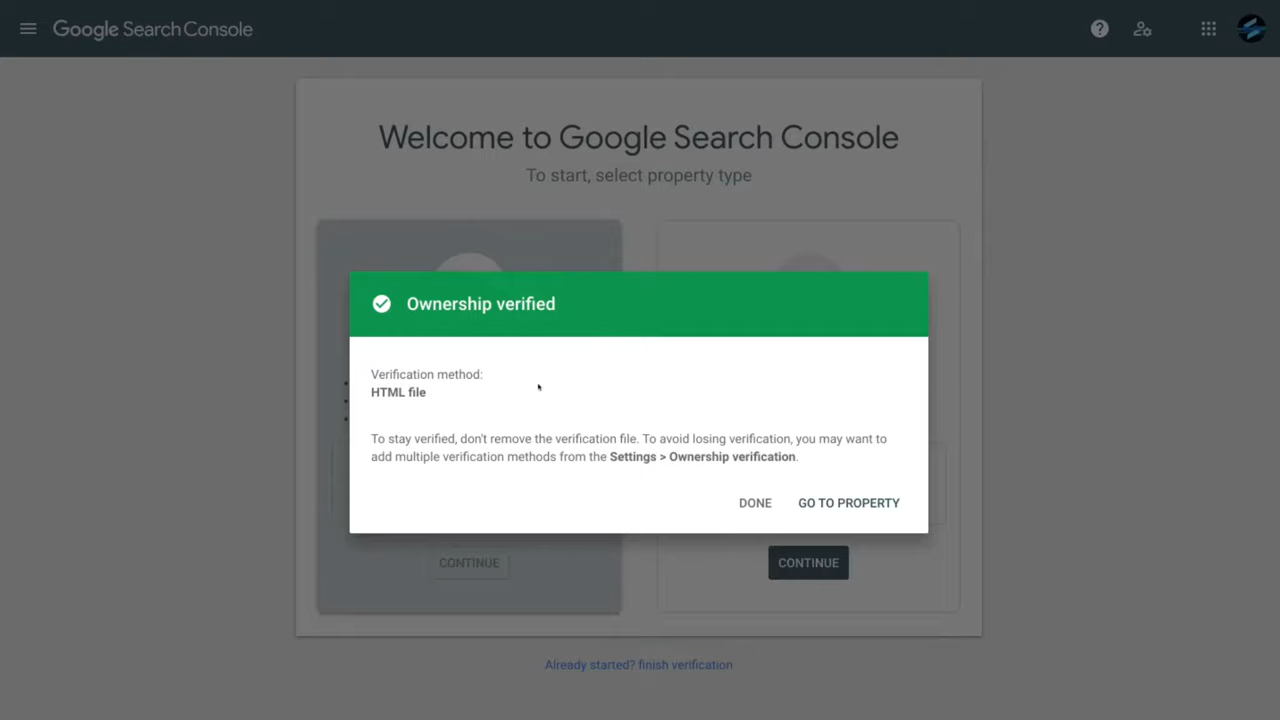 Google Search Console
Welcome to Google Search Console
To start, select property type
Ownership verified
Verification method:
HTML file
To stay verified, don't remove the verification file. To avoid losing verification, you may want to
add multiple verification methods from the Settings > Ownership verification.
DONE GO TO PROPERTY
CONTINUE CONTINUE
Already started? finish verification